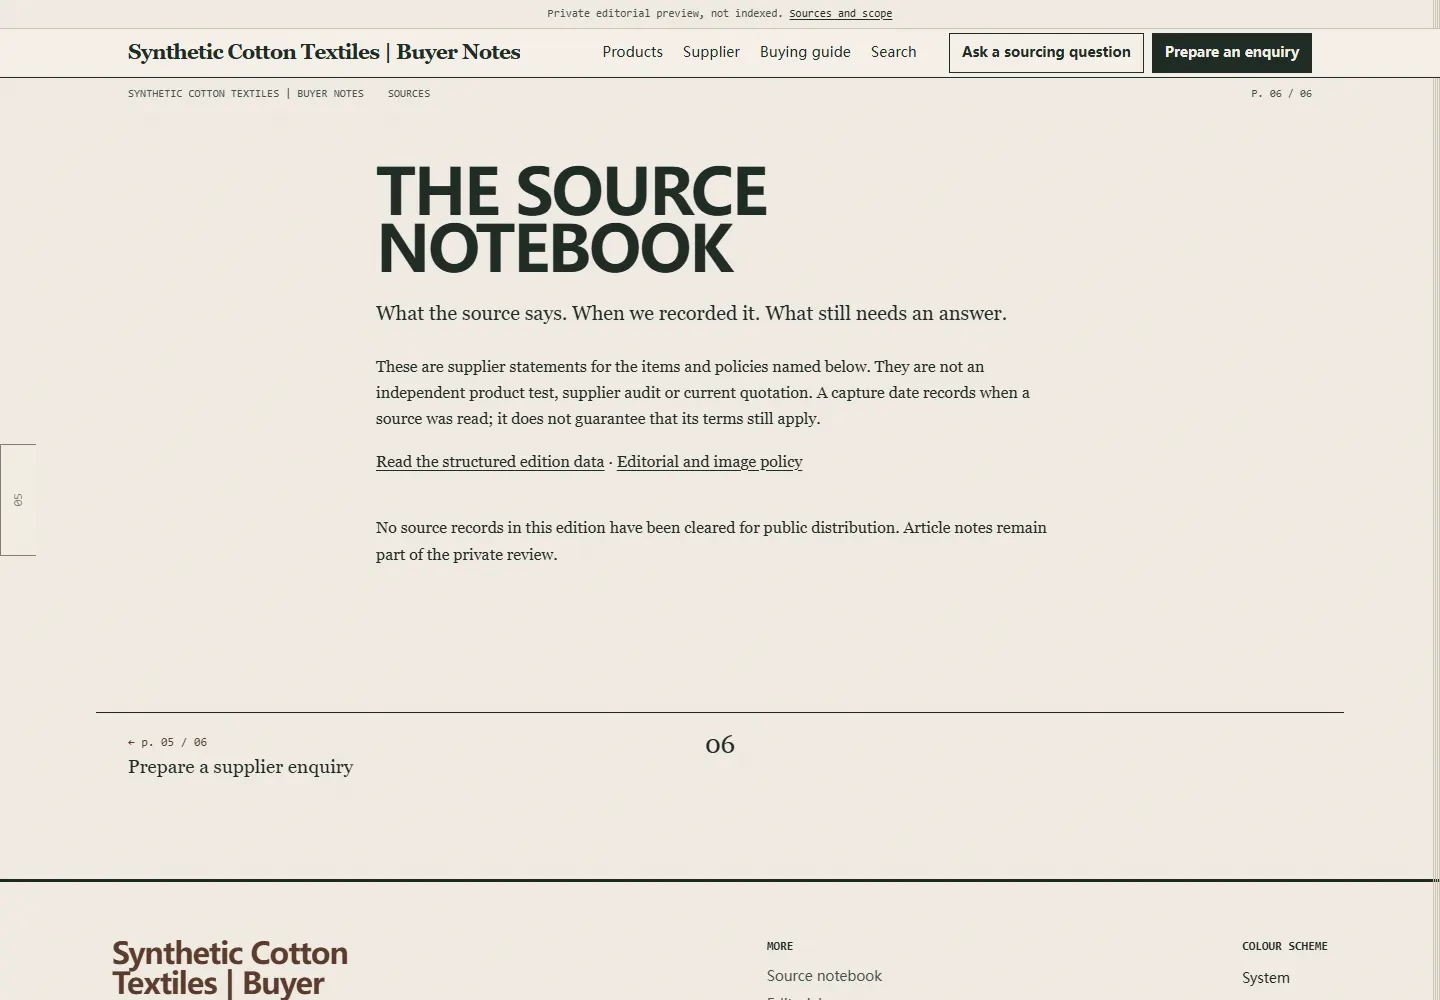 Private editorial preview, not indexed. Sources and scope
Synthetic Cotton Textiles | Buyer Notes
Products
Supplier
Buying guide
Search
Ask a sourcing question
Prepare an enquiry
SYNTHETIC COTTON TEXTILES | BUYER NOTES
SOURCES
P. 06 / 06
THE SOURCE
NOTEBOOK
What the source says. When we recorded it. What still needs an answer.
These are supplier statements for the items and policies named below. They are not an
independent product test, supplier audit or current quotation. A capture date records when a
source was read; it does not guarantee that its terms still apply.
Read the structured edition data · Editorial and image policy
05
No source records in this edition have been cleared for public distribution. Article notes remain
part of the private review.
← p. 05 / 06
Prepare a supplier enquiry
06
Synthetic Cotton
Textiles | Buyer
MORE
Source notebook
COLOUR SCHEME
System